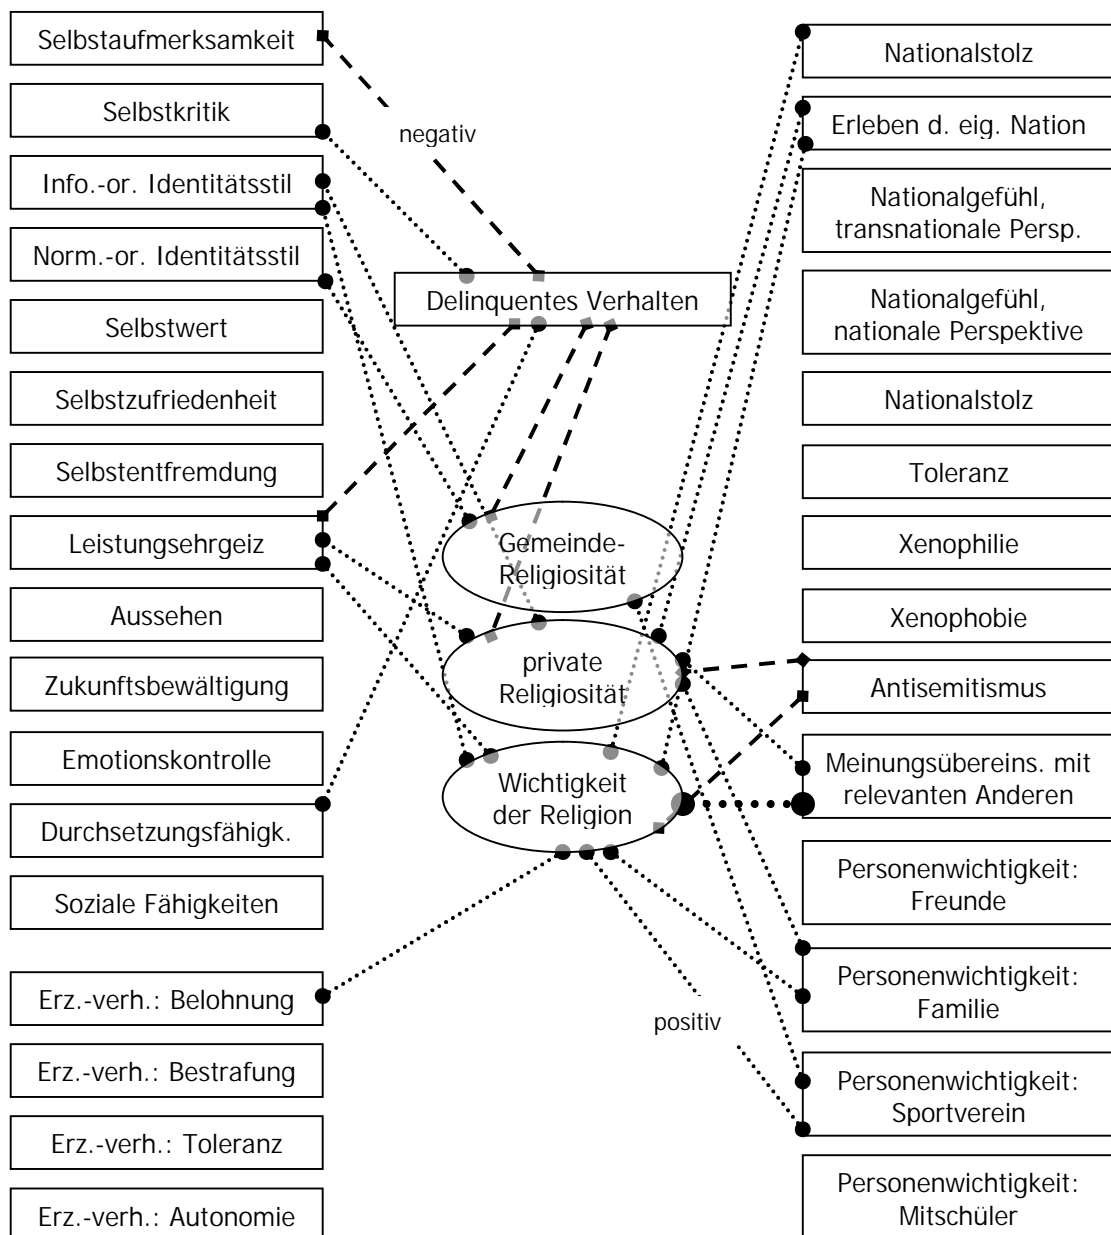 Selbstaufmerksamkeit
Selbstkritik
Info.-or. Identitätsstil
Norm.-or. Identitätsstil
Selbstwert
Selbstzufriedenheit
Selbstentfremdung
Leistungsehrgeiz
Aussehen
Zukunftsbewältigung
Emotionskontrolle
Durchsetzungsfähigk.
Soziale Fähigkeiten
Erz.-verh.: Belohnung
Erz.-verh.: Bestrafung
Erz.-verh.: Toleranz
Erz.-verh.: Autonomie
negativ
Delinquentes Verhalten
Gemeinde-
Religiosität
private
Religiosität
Wichtigkeit
der Religion
positiv
Nationalstolz
Erleben d. eig. Nation
Nationalgefühl,
transnationale Persp.
Nationalgefühl,
nationale Perspektive
Nationalstolz
Toleranz
Xenophilie
Xenophobie
Antisemitismus
Meinungsübereins. mit
relevanten Anderen
Personenwichtigkeit:
Freunde
Personenwichtigkeit:
Familie
Personenwichtigkeit:
Sportverein
Personenwichtigkeit:
Mitschüler